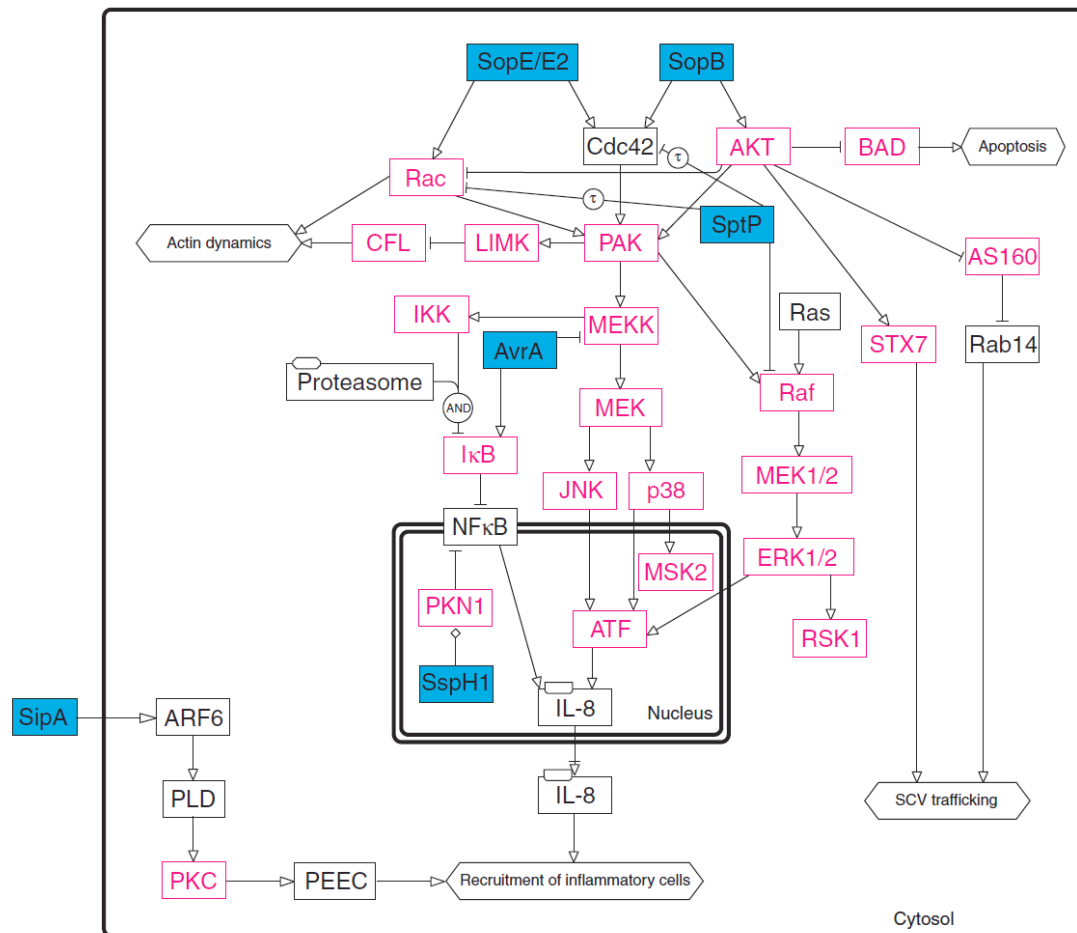 SopE/E2
SopB
Cdc42
τ
AKT
BAD
Apoptosis
Rac
τ
SptP
Actin dynamics
CFL
LIMK
PAK
AS160
IKK
MEKK
Ras
AvrA
STX7
Rab14
Proteasome
Raf
AND
MEK
IκB
MEK1/2
JNK
p38
NFκB
ERK1/2
MSK2
PKN1
ATF
RSK1
SspH1
SipA
ARF6
IL-8
Nucleus
PLD
IL-8
SCV trafficking
PKC
PEEC
Recruitment of inflammatory cells
Cytosol